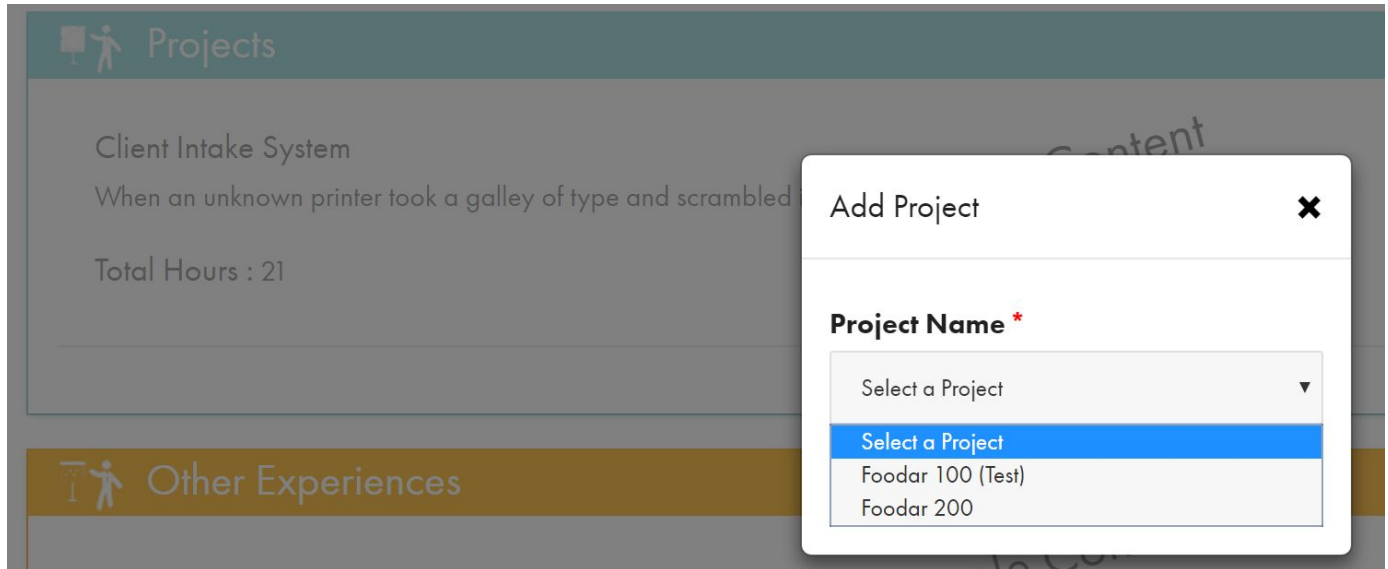 Projects
Client Intake System
When an unknown printer took a galley of type and scrambled
Total Hours : 21
Content
Add Project
Project Name *
Select a Project
Select a Project
Foodar 100 (Test)
Foodar 200
Other Experiences